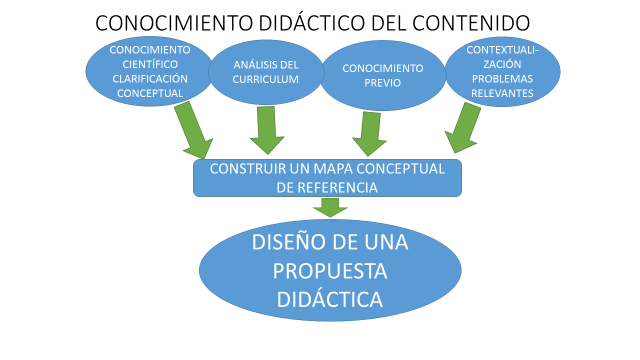 CONOCIMIENTO DIDÁCTICO DEL CONTENIDO
CONOCIMIENTO
CIENTÍFICO
CLARIFICACIÓN
CONCEPTUAL
ANÁLISIS DEL
CURRICULUM
CONOCIMIENTO
PREVIO
CONTEXTUALI-
ZACIÓN
PROBLEMAS
RELEVANTES
CONSTRUIR UN MAPA CONCEPTUAL
DE REFERENCIA
DISEÑO DE UNA
PROPUESTA
DIDÁCTICA